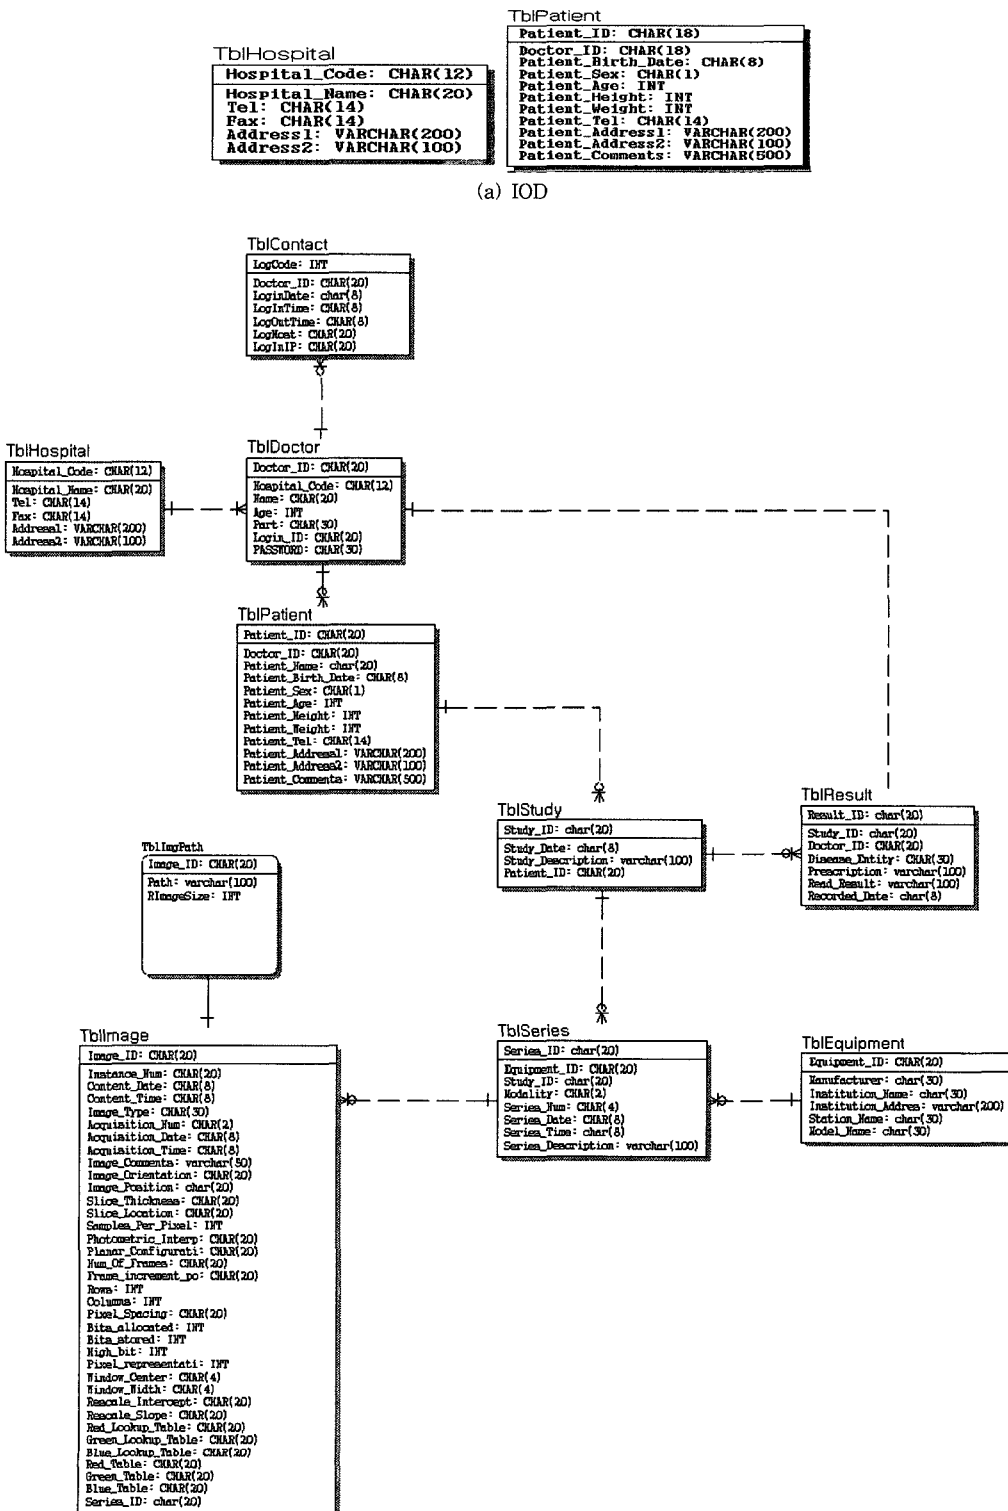 TblHospital
Hospital_Code: CHAR(12)
Hospital_Name: CHAR(20)
Tel: CHAR(14)
Fax: CHAR(14)
Address1: VARCHAR(200)
Address2: VARCHAR(100)
TblPatient
Patient_ID: CHAR(18)
Doctor_ID: CHAR(18)
Patient_Birth_Date: CHAR(8)
Patient_Sex: CHAR(1)
Patient_Age: INT
Patient_Height: INT
Patient_Weight: INT
Patient_Tel: CHAR(14)
Patient_Address1: VARCHAR(200)
Patient_Address2: VARCHAR(100)
Patient_Comments: VARCHAR(500)
(a) IOD
TblContact
LogCode: INT
Doctor_ID: CHAR(20)
LoginDate: char(8)
LogInTime: CHAR(8)
LogOutTime: CHAR(8)
LogHost: CHAR(20)
LogInIP: CHAR(20)
TblHospital
Hospital_Code: CHAR(12)
Hospital_Name: CHAR(20)
Tel: CHAR(14)
Fax: CHAR(14)
Address1: VARCHAR(200)
Address2: VARCHAR(100)
TblDoctor
Doctor_ID: CHAR(20)
Hospital_Code: CHAR(12)
Name: CHAR(20)
Age: INT
Part: CHAR(30)
Login_ID: CHAR(20)
PASSWORD: CHAR(30)
TblPatient
Patient_ID: CHAR(20)
Doctor_ID: CHAR(20)
Patient_Name: char(20)
Patient_Birth_Date: CHAR(8)
Patient_Sex: CHAR(1)
Patient_Age: INT
Patient_Height: INT
Patient_Weight: INT
Patient_Tel: CHAR(14)
Patient_Address1: VARCHAR(200)
Patient_Address2: VARCHAR(100)
Patient_Comments: VARCHAR(500)
TblStudy
Study_ID: char(20)
Study_Date: char(8)
Study_Description: varchar(100)
Patient_ID: CHAR(20)
TblResult
Result_ID: char(20)
Study_ID: char(20)
Doctor_ID: CHAR(20)
Disease_Entity: CHAR(30)
Prescription: varchar(100)
Read_Result: varchar(100)
Recorded_Date: char(8)
TblImgPath
Image_ID: CHAR(20)
Path: varchar(100)
RImageSize: INT
TblImage
Image_ID: CHAR(20)
Instance_Num: CHAR(20)
Content_Date: CHAR(8)
Content_Time: CHAR(8)
Image_Type: CHAR(30)
Acquisition_Num: CHAR(2)
Acquisition_Date: CHAR(8)
Acquisition_Time: CHAR(8)
Image_Comments: varchar(50)
Image_Orientation: CHAR(20)
Image_Position: char(20)
Slice_Thickness: CHAR(20)
Slice_Location: CHAR(20)
Samples_Per_Pixel: INT
Photometric_Interp: CHAR(20)
Planar_Configurati: CHAR(20)
Num_Of_Frames: CHAR(20)
Frame_increment_po: CHAR(20)
Rows: INT
Columns: INT
Pixel_Spacing: CHAR(20)
Bits_allocated: INT
Bits_stored: INT
High_bit: INT
Pixel_representati: INT
Window_Center: CHAR(4)
Window_Width: CHAR(4)
Rescale_Intercept: CHAR(20)
Rescale_Slope: CHAR(20)
Red_Lookup_Table: CHAR(20)
Green_Lookup_Table: CHAR(20)
Blue_Lookup_Table: CHAR(20)
Red_Table: CHAR(20)
Green_Table: CHAR(20)
Blue_Table: CHAR(20)
Series_ID: char(20)
TblSeries
Series_ID: char(20)
Equipment_ID: CHAR(20)
Study_ID: char(20)
Modality: CHAR(2)
Series_Num: CHAR(4)
Series_Date: CHAR(8)
Series_Time: char(8)
Series_Description: varchar(100)
TblEquipment
Equipment_ID: CHAR(20)
Manufacturer: char(30)
Institution_Name: char(30)
Institution_Addres: varchar(200)
Station_Name: char(30)
Model_Name: char(30)